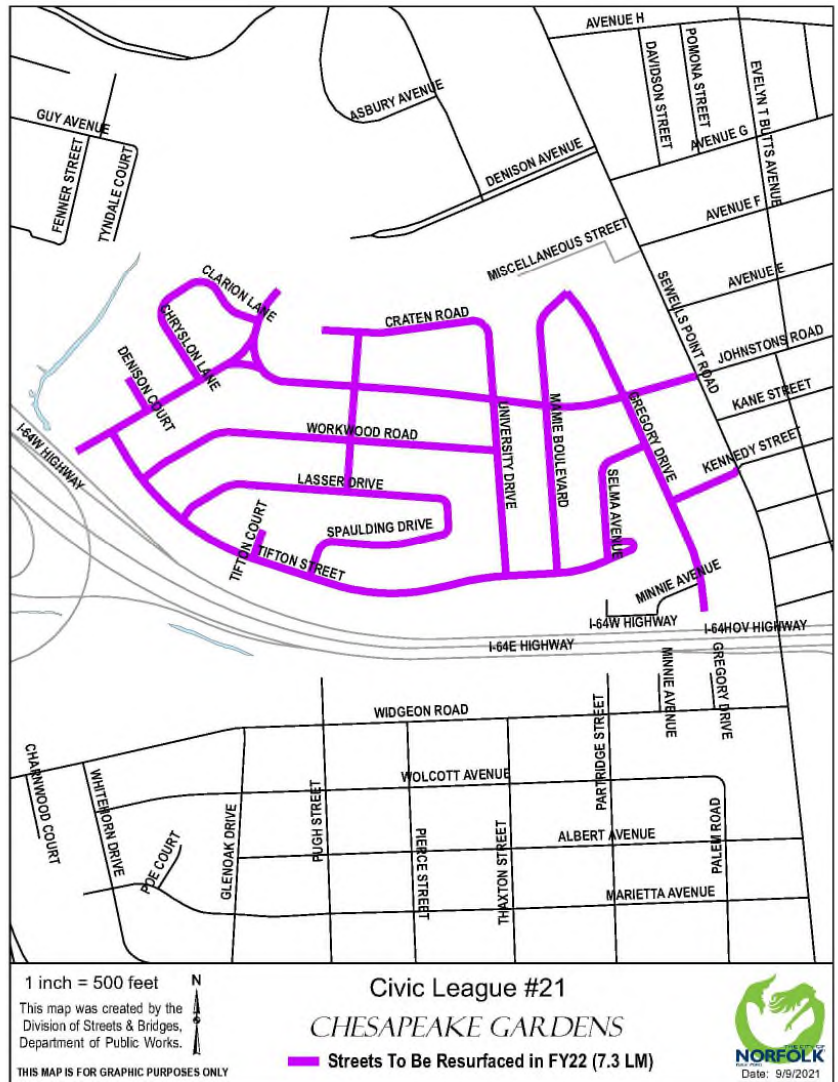 AVENUE H
DAVIDSON STREET
POMONA STREET
EVELYN T BUTTS AVENUE
ASBURY AVENUE
GUY AVENUE
FENNER STREET
TYNDALE COURT
AVENUE G
DENISON AVENUE
AVENUE F
MISCELLANEOUS STREET
AVENUE E
SEWELLS POINT ROAD
CLARION LANE
CHRYSLON LANE
CRATEN ROAD
JOHNSTONS ROAD
DENISON COURT
KANE STREET
GREGORY DRIVE
UNIVERSITY DRIVE
MAMIE BOULEVARD
WORKWOOD ROAD
KENNEDY STREET
I-64W HIGHWAY
LASSER DRIVE
SELMA AVENUE
SPAULDING DRIVE
TIFTON COURT
TIFTON STREET
MINNIE AVENUE
I-64W HIGHWAY
I-64HOV HIGHWAY
I-64E HIGHWAY
MINNIE AVENUE
GREGORY DRIVE
WIDGEON ROAD
PARTRIDGE STREET
CHARNWOOD COURT
WHITEHORN DRIVE
WOLCOTT AVENUE
GLENOAK DRIVE
PUGH STREET
PIERCE STREET
THAXTON STREET
ALBERT AVENUE
PALEM ROAD
POE COURT
MARIETTA AVENUE
1 inch = 500 feet
N
This map was created by the
Division of Streets & Bridges,
Department of Public Works.
THIS MAP IS FOR GRAPHIC PURPOSES ONLY
Civic League #21
CHESAPEAKE GARDENS
Streets To Be Resurfaced in FY22 (7.3 LM)
THE CITY OF
NORFOLK
Date: 9/9/2021